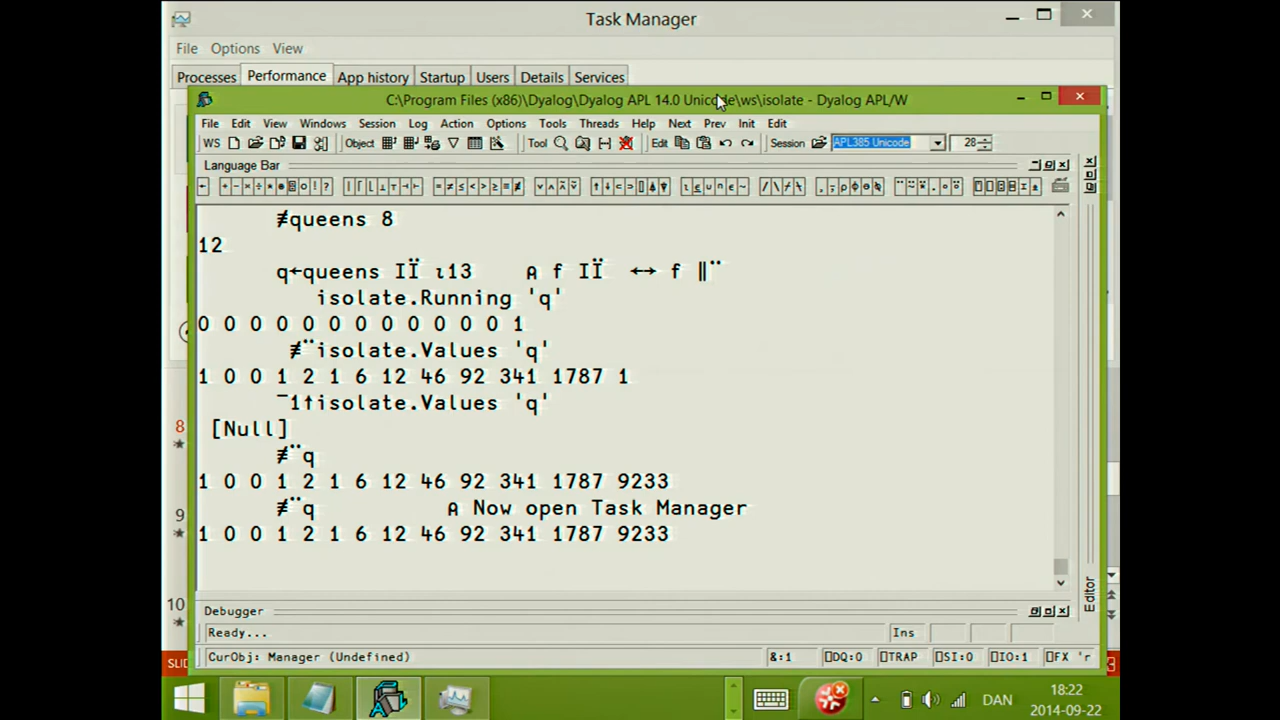 Task Manager
File Options View
Processes Performance App history Startup Users Details Services
C:\Program Files (x86)\Dyalog\Dyalog APL 14.0 Unicode\ws\isolate - Dyalog APL/W
File Edit View Windows Session Log Action Options Tools Threads Help Next Prev Init Edit
WS Object Tool Edit Session APL385 Unicode 28
Language Bar
≢queens 8
12
q←queens IÏ ⍳13 ⍝ f IÏ ↔ f ∥¨
isolate.Running 'q'
0 0 0 0 0 0 0 0 0 0 0 0 1
≢¨isolate.Values 'q'
1 0 0 1 2 1 6 12 46 92 341 1787 1
¯1↑isolate.Values 'q'
[Null]
≢¨q
1 0 0 1 2 1 6 12 46 92 341 1787 9233
≢¨q ⍝ Now open Task Manager
1 0 0 1 2 1 6 12 46 92 341 1787 9233
Editor
Debugger
Ready...
Ins
CurObj: Manager (Undefined)
&:1 ⎕DQ:0 ⎕TRAP ⎕SI:0 ⎕IO:1 ⎕FX 'r
8
9
10
SLID
DAN
18:22
2014-09-22